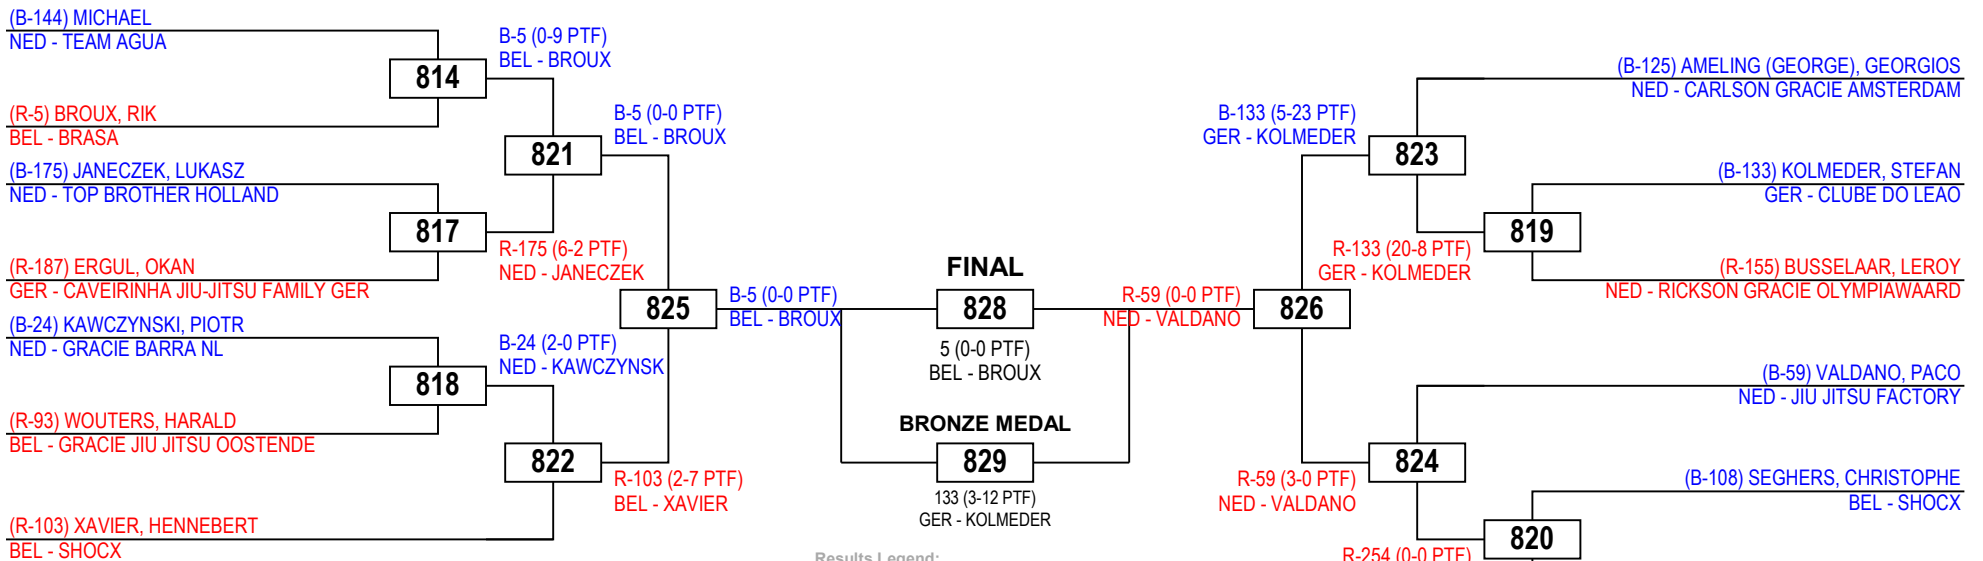 (B-144) MICHAEL
NED - TEAM AGUA
814
(R-5) BROUX, RIK
BEL - BRASA
B-5 (0-9 PTF)
BEL - BROUX
821
(B-175) JANECZEK, LUKASZ
NED - TOP BROTHER HOLLAND
817
(R-187) ERGUL, OKAN
GER - CAVEIRINHA JIU-JITSU FAMILY GER
R-175 (6-2 PTF)
NED - JANECZEK
B-5 (0-0 PTF)
BEL - BROUX
825
(B-24) KAWCZYNSKI, PIOTR
NED - GRACIE BARRA NL
818
(R-93) WOUTERS, HARALD
BEL - GRACIE JIU JITSU OOSTENDE
B-24 (2-0 PTF)
NED - KAWCZYNSK
822
(R-103) XAVIER, HENNEBERT
BEL - SHOCX
R-103 (2-7 PTF)
BEL - XAVIER
B-5 (0-0 PTF)
BEL - BROUX
FINAL
828
5 (0-0 PTF)
BEL - BROUX
BRONZE MEDAL
829
133 (3-12 PTF)
GER - KOLMEDER
Results Legend:
R-59 (0-0 PTF)
NED - VALDANO
826
B-133 (5-23 PTF)
GER - KOLMEDER
823
(B-125) AMELING (GEORGE), GEORGIOS
NED - CARLSON GRACIE AMSTERDAM
(B-133) KOLMEDER, STEFAN
GER - CLUBE DO LEAO
819
R-133 (20-8 PTF)
GER - KOLMEDER
(R-155) BUSSELAAR, LEROY
NED - RICKSON GRACIE OLYMPIAWAARD
(B-59) VALDANO, PACO
NED - JIU JITSU FACTORY
824
R-59 (3-0 PTF)
NED - VALDANO
(B-108) SEGHERS, CHRISTOPHE
BEL - SHOCX
820
R-254 (0-0 PTF)